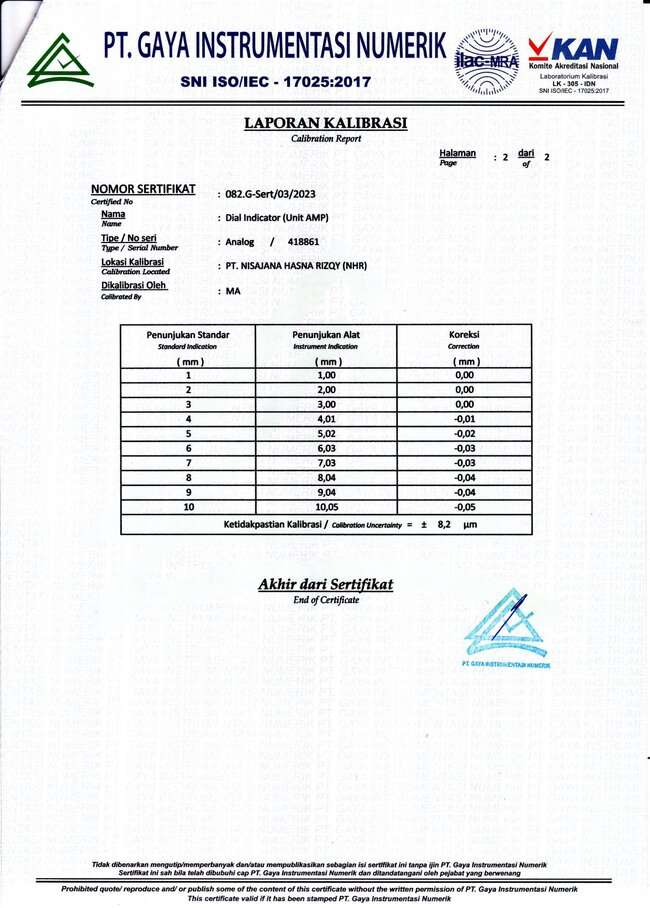 PT. GAYA INSTRUMENTASI NUMERIK
SNI ISO/IEC - 17025:2017
ilac-MRA
KAN
Komite Akreditasi Nasional
Laboratorium Kalibrasi
LK - 305 - IDN
SNI ISO/IEC - 17025:2017
LAPORAN KALIBRASI
Calibration Report
Halaman : 2 dari 2
Page of
NOMOR SERTIFIKAT : 082.G-Sert/03/2023
Certified No
Nama : Dial Indicator (Unit AMP)
Name
Tipe / No seri : Analog / 418861
Type / Serial Number
Lokasi Kalibrasi : PT. NISAJANA HASNA RIZQY (NHR)
Calibration Located
Dikalibrasi Oleh : MA
Calibrated By
Penunjukan Standar Penunjukan Alat Koreksi
Standard Indication Instrument Indication Correction
( mm ) ( mm ) ( mm )
1 1,00 0,00
2 2,00 0,00
3 3,00 0,00
4 4,01 -0,01
5 5,02 -0,02
6 6,03 -0,03
7 7,03 -0,03
8 8,04 -0,04
9 9,04 -0,04
10 10,05 -0,05
Ketidakpastian Kalibrasi / Calibration Uncertainty = ± 8,2 µm
Akhir dari Sertifikat
End of Certificate
PT. GAYA INSTRUMENTASI NUMERIK
Tidak dibenarkan mengutip/memperbanyak dan/atau mempublikasikan sebagian isi sertifikat ini tanpa ijin PT. Gaya Instrumentasi Numerik
Sertifikat ini sah bila telah dibubuhi cap PT. Gaya Instrumentasi Numerik dan ditandatangani oleh pejabat yang berwenang
Prohibited quote/ reproduce and/ or publish some of the content of this certificate without the written permission of PT. Gaya Instrumentasi Numerik
This certificate valid if it has been stamped PT. Gaya Instrumentasi Numerik